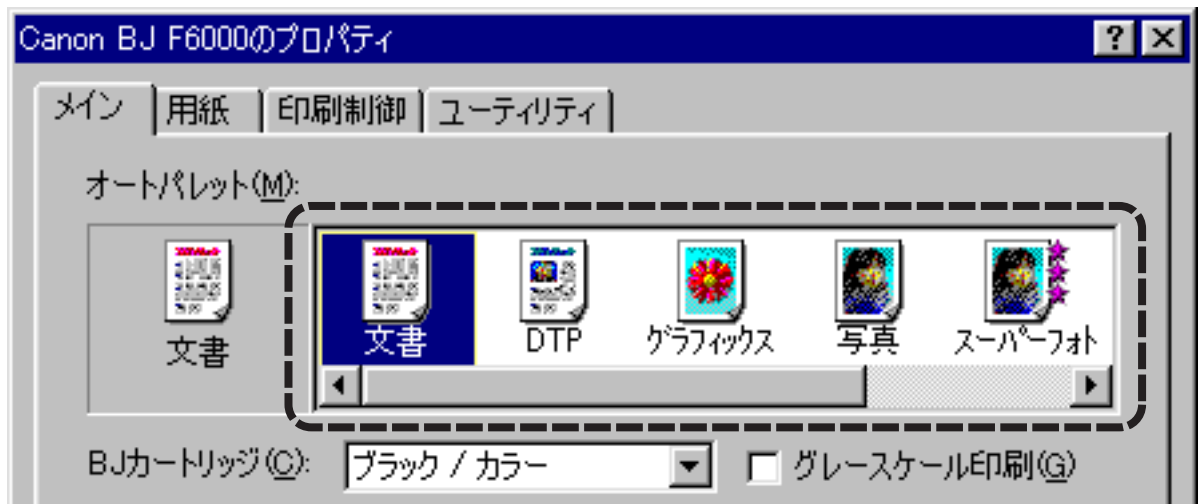 Canon BJ F6000のプロパティ
メイン 用紙 印刷制御 ユーティリティ
オートパレット(M):
文書 文書 DTP グラフィックス 写真 スーパーフォト
BJカートリッジ(C): ブラック / カラー グレースケール印刷(G)